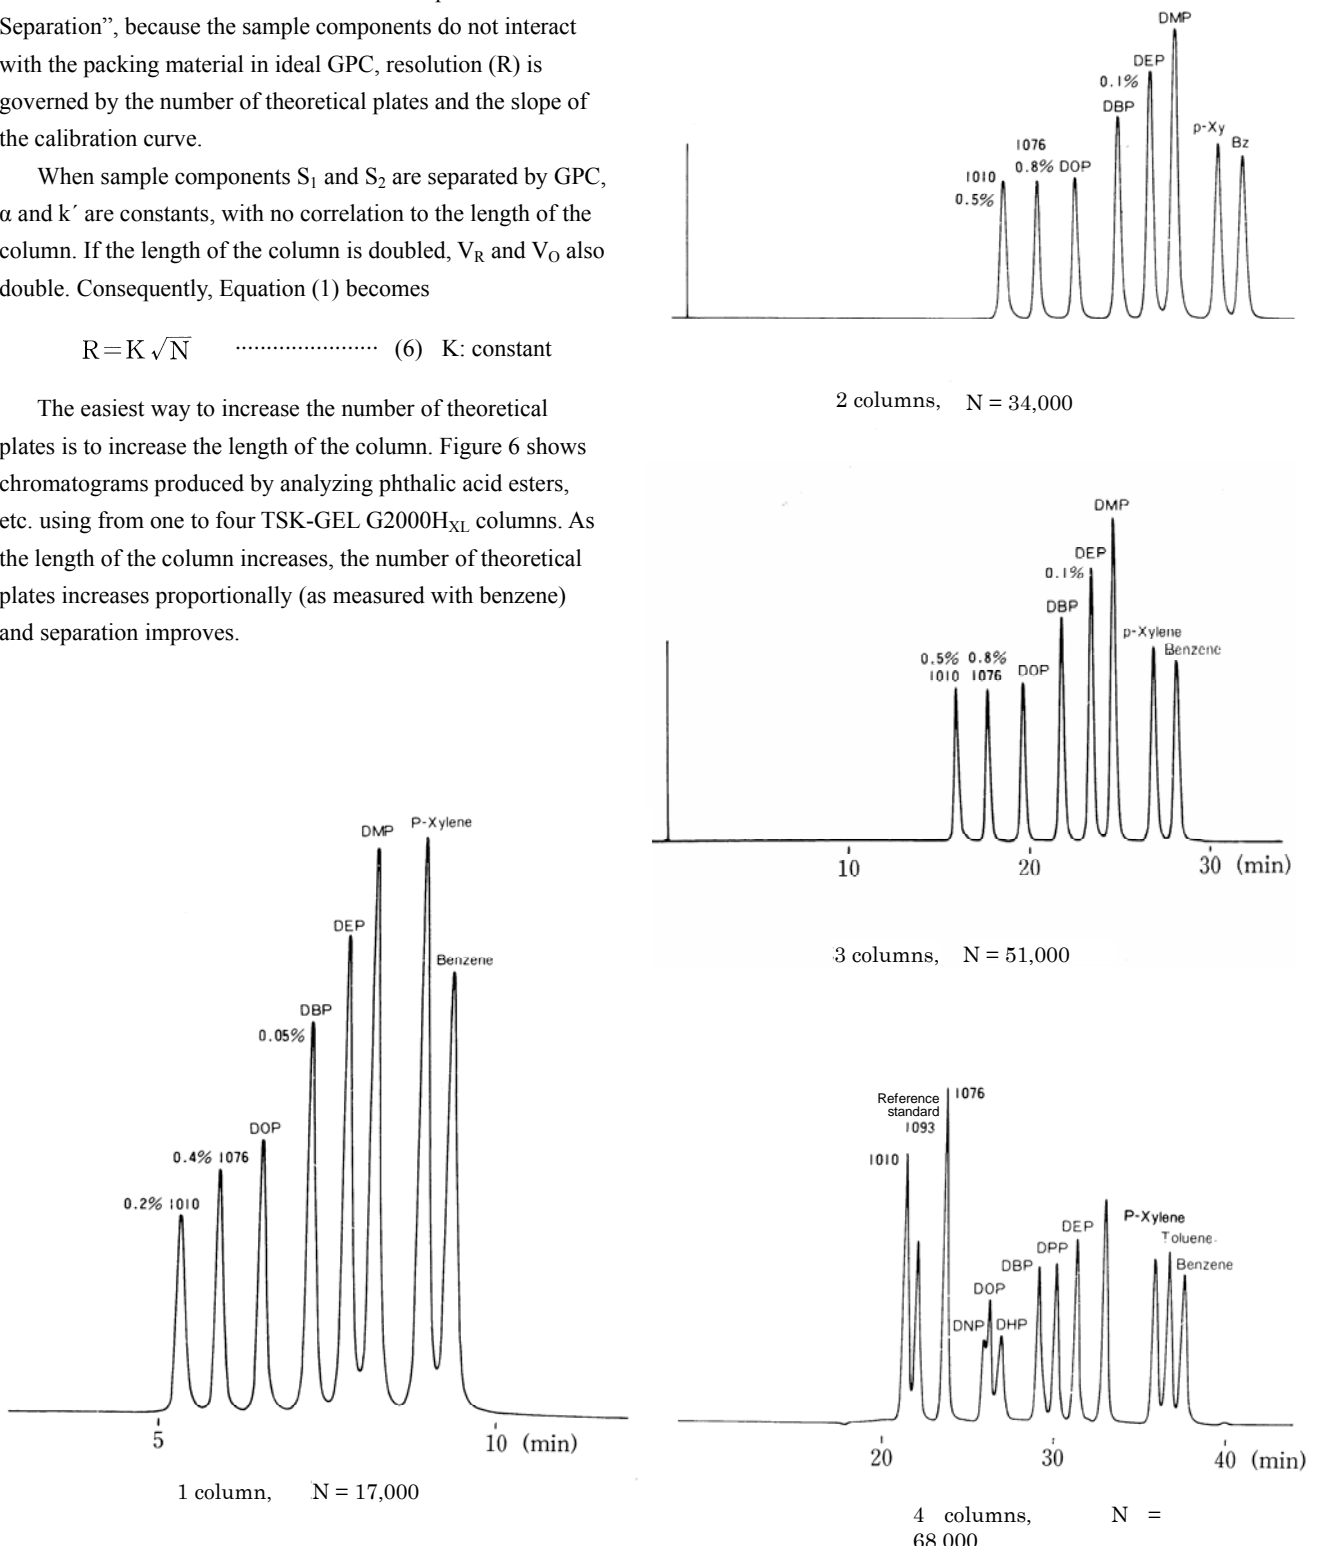 Separation”, because the sample components do not interact
with the packing material in ideal GPC, resolution (R) is
governed by the number of theoretical plates and the slope of
the calibration curve.
When sample components S₁ and S₂ are separated by GPC,
α and k´ are constants, with no correlation to the length of the
column. If the length of the column is doubled, V_R and V_O also
double. Consequently, Equation (1) becomes
R=K√N ······················· (6) K: constant
The easiest way to increase the number of theoretical
plates is to increase the length of the column. Figure 6 shows
chromatograms produced by analyzing phthalic acid esters,
etc. using from one to four TSK-GEL G2000H_XL columns. As
the length of the column increases, the number of theoretical
plates increases proportionally (as measured with benzene)
and separation improves.
DMP P-Xylene
DEP
Benzene
DBP
0.05%
DOP
0.4% 1076
0.2% 1010
5 10 (min)
1 column, N = 17,000
DMP
DEP
0.1%
DBP
p-Xy
Bz
1076
0.8% DOP
1010
0.5%
2 columns, N = 34,000
DMP
DEP
0.1%
DBP
p-Xylene
Benzene
0.5% 0.8%
1010 1076 DOP
10 20 30 (min)
3 columns, N = 51,000
1076
Reference
standard
1093
1010
P-Xylene
DEP
Toluene
DPP
DBP
Benzene
DOP
DNP DHP
20 30 40 (min)
4 columns, N =
68,000